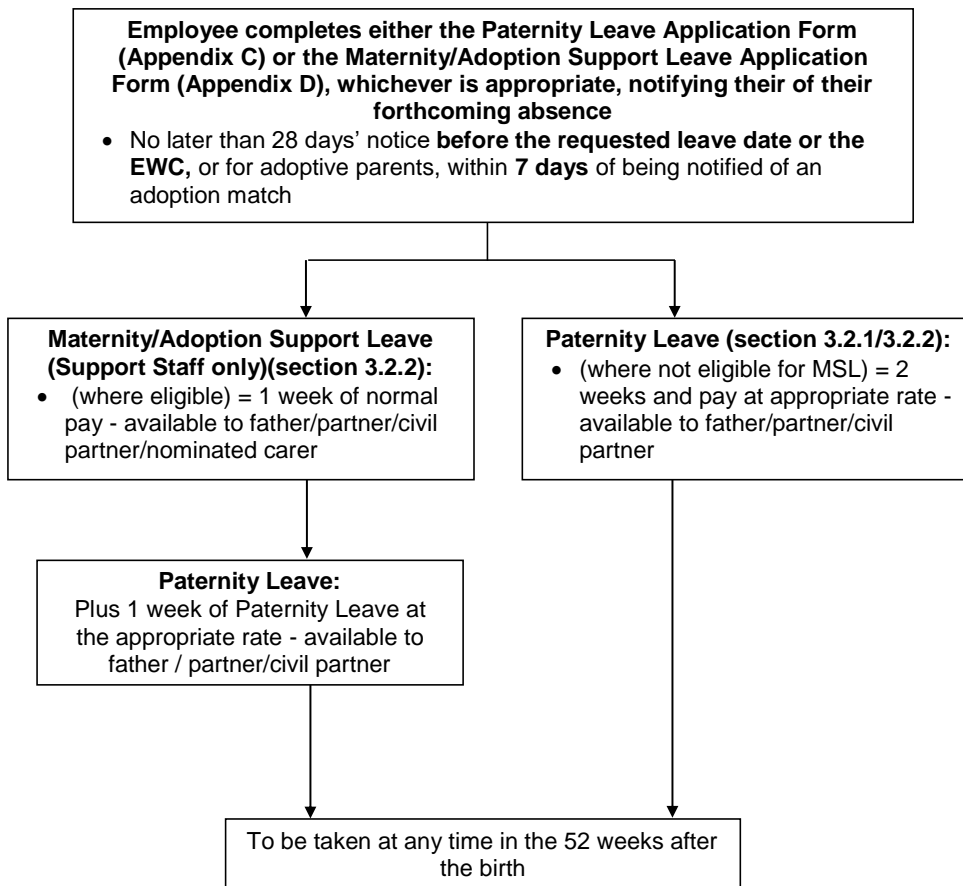 Employee completes either the Paternity Leave Application Form
(Appendix C) or the Maternity/Adoption Support Leave Application
Form (Appendix D), whichever is appropriate, notifying their of their
forthcoming absence
• No later than 28 days’ notice before the requested leave date or the
EWC, or for adoptive parents, within 7 days of being notified of an
adoption match
Maternity/Adoption Support Leave
(Support Staff only)(section 3.2.2):
• (where eligible) = 1 week of normal
pay - available to father/partner/civil
partner/nominated carer
Paternity Leave (section 3.2.1/3.2.2):
• (where not eligible for MSL) = 2
weeks and pay at appropriate rate -
available to father/partner/civil
partner
Paternity Leave:
Plus 1 week of Paternity Leave at
the appropriate rate - available to
father / partner/civil partner
To be taken at any time in the 52 weeks after
the birth